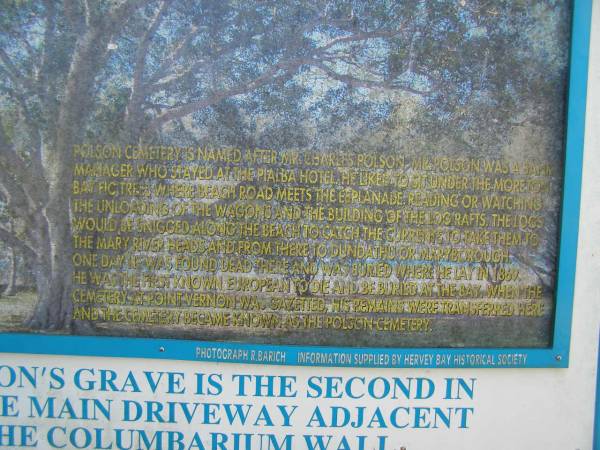 POLSON CEMETERY IS NAMED AFTER MR. CHARLES POLSON. MR. POLSON WAS A BANK
MANAGER WHO STAYED AT THE PIALBA HOTEL. HE LIKED TO SIT UNDER THE MORETON
BAY FIG TREES WHERE BEACH ROAD MEETS THE ESPLANADE, READING OR WATCHING
THE UNLOADING OF THE WAGONS AND THE BUILDING OF THE LOG RAFTS. THE LOGS
WOULD BE SNIGGED ALONG THE BEACH TO CATCH THE CURRENTS TO TAKE THEM TO
THE MARY RIVER HEADS AND FROM THERE TO DUNDATHU OR MARYBOROUGH.
ONE DAY HE WAS FOUND DEAD THERE AND WAS BURIED WHERE HE LAY IN
HE WAS THE FIRST KNOWN EUROPEAN TO DIE AND BE BURIED AT THE BAY. WHEN THE
CEMETERY AT POINT VERNON WAS GAZETTED, HIS REMAINS WERE TRANSFERRED HERE
AND THE CEMETERY BECAME KNOWN AS THE POLSON CEMETERY.
PHOTOGRAPH R.BARICH INFORMATION SUPPLIED BY HERVEY BAY HISTORICAL SOCIETY
ON'S GRAVE IS THE SECOND IN
E MAIN DRIVEWAY ADJACENT
HE COLUMBARIUM WALL